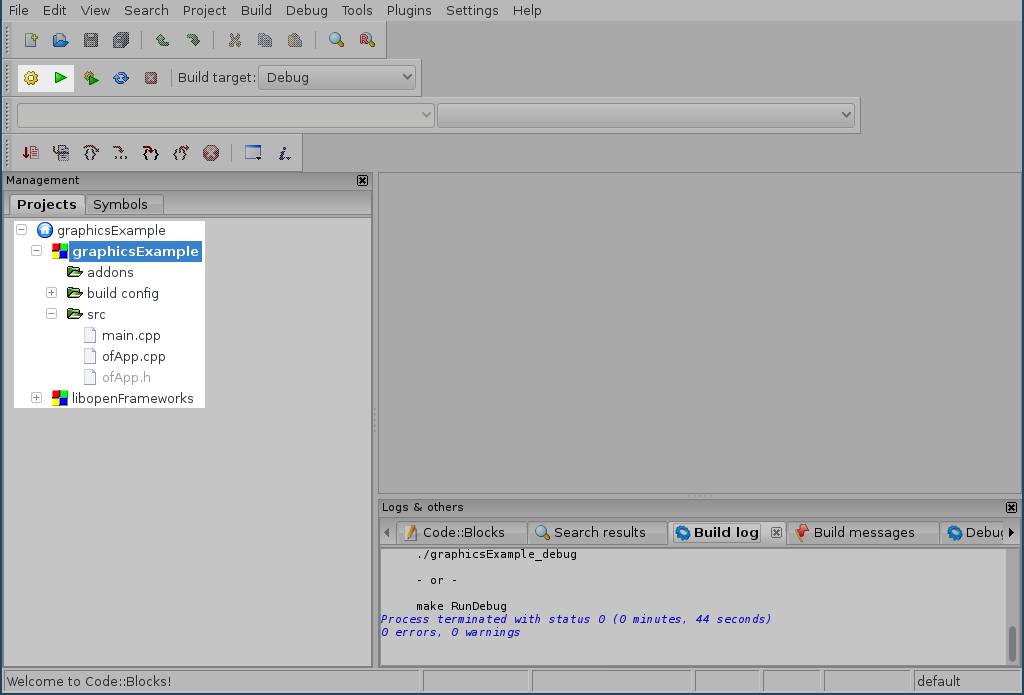 File Edit View Search Project Build Debug Tools Plugins Settings Help
Build target: Debug
Management
Projects Symbols
graphicsExample
graphicsExample
addons
build config
src
main.cpp
ofApp.cpp
ofApp.h
libopenFrameworks
Logs & others
Code::Blocks Search results Build log Build messages Debug
./graphicsExample_debug
- or -
make RunDebug
Process terminated with status 0 (0 minutes, 44 seconds)
0 errors, 0 warnings
Welcome to Code::Blocks! default